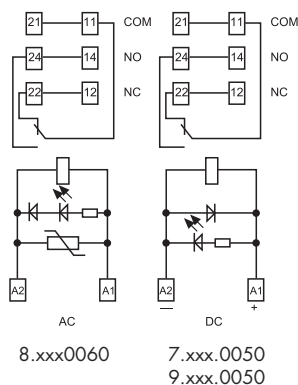 21 11 COM 21 11 COM
24 14 NO 24 14 NO
22 12 NC 22 12 NC
A2 A1 A2 A1
— +
AC DC
8.xxx0060 7.xxx.0050
9.xxx.0050